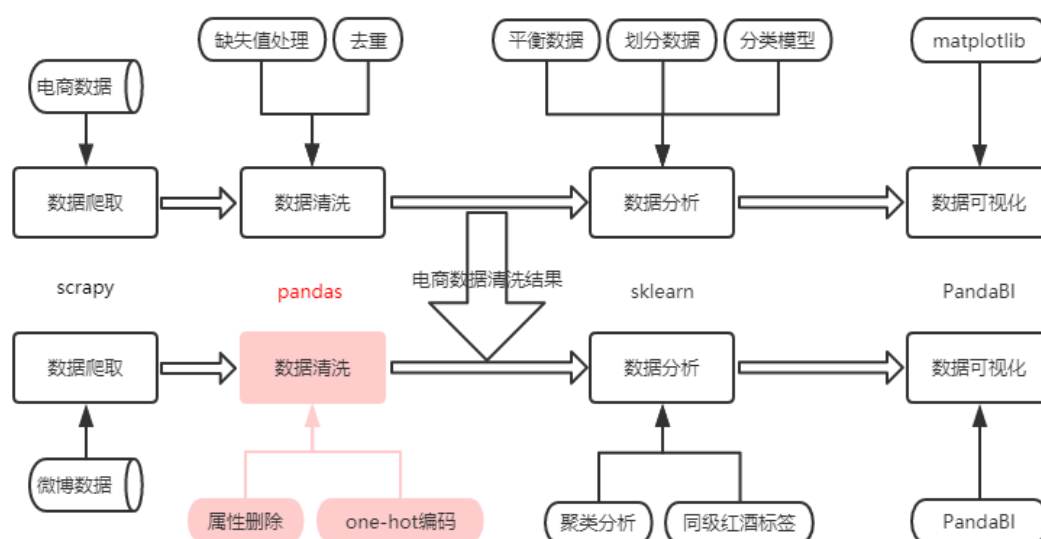 缺失值处理 去重 平衡数据 划分数据 分类模型 matplotlib
电商数据
数据爬取 数据清洗 数据分析 数据可视化
电商数据清洗结果
scrapy pandas sklearn PandaBI
数据爬取 数据清洗 数据分析 数据可视化
微博数据
属性删除 one-hot编码 聚类分析 同级红酒标签 PandaBI